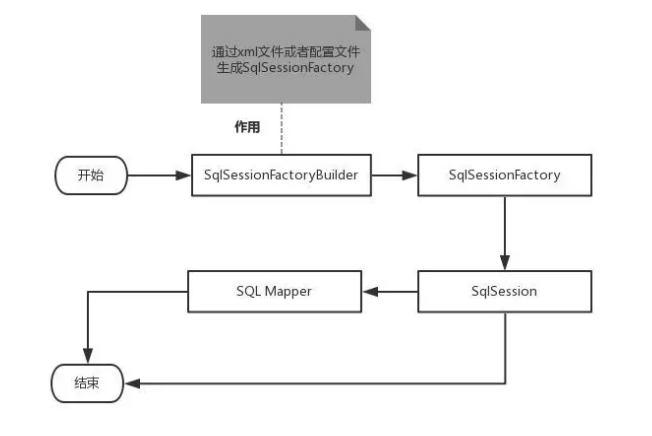 通过xml文件或者配置文件
生成SqlSessionFactory
作用
开始
SqlSessionFactoryBuilder
SqlSessionFactory
SQL Mapper
SqlSession
结束